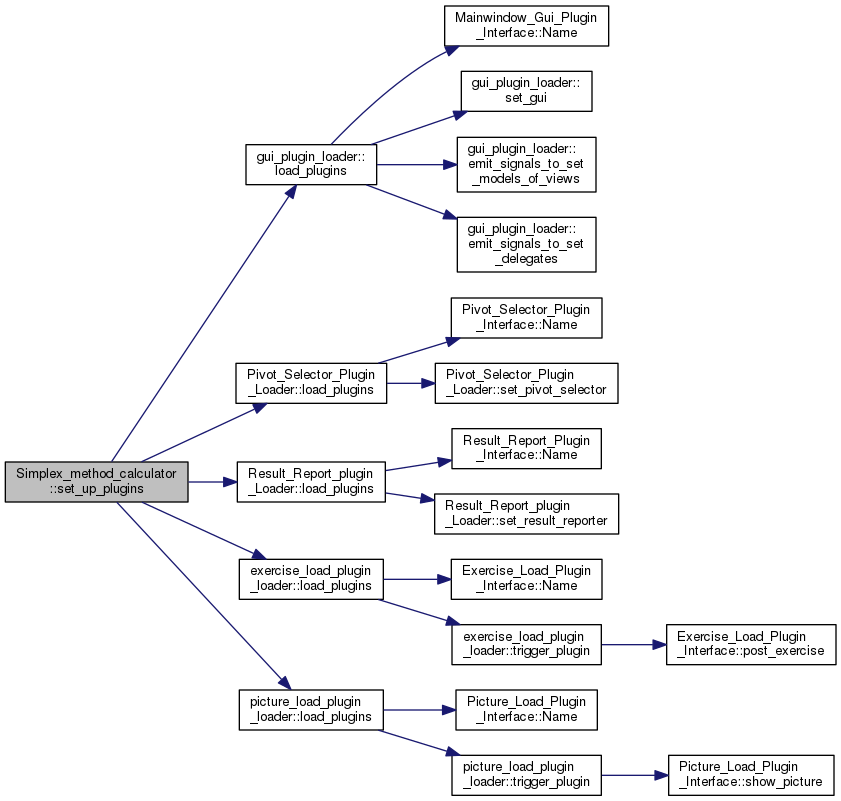 Mainwindow_Gui_Plugin
_Interface::Name
gui_plugin_loader::
set_gui
gui_plugin_loader::
load_plugins
gui_plugin_loader::
emit_signals_to_set
_models_of_views
gui_plugin_loader::
emit_signals_to_set
_delegates
Pivot_Selector_Plugin
_Interface::Name
Pivot_Selector_Plugin
_Loader::load_plugins
Pivot_Selector_Plugin
_Loader::set_pivot_selector
Simplex_method_calculator
::set_up_plugins
Result_Report_plugin
_Loader::load_plugins
Result_Report_Plugin
_Interface::Name
Result_Report_plugin
_Loader::set_result_reporter
exercise_load_plugin
_loader::load_plugins
Exercise_Load_Plugin
_Interface::Name
exercise_load_plugin
_loader::trigger_plugin
Exercise_Load_Plugin
_Interface::post_exercise
picture_load_plugin
_loader::load_plugins
Picture_Load_Plugin
_Interface::Name
picture_load_plugin
_loader::trigger_plugin
Picture_Load_Plugin
_Interface::show_picture